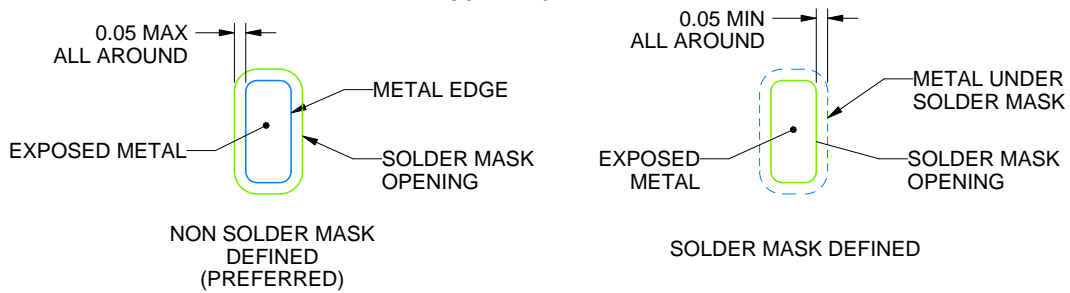 0.05 MAX
ALL AROUND
METAL EDGE
EXPOSED METAL
SOLDER MASK
OPENING
NON SOLDER MASK
DEFINED
(PREFERRED)
0.05 MIN
ALL AROUND
METAL UNDER
SOLDER MASK
EXPOSED
METAL
SOLDER MASK
OPENING
SOLDER MASK DEFINED